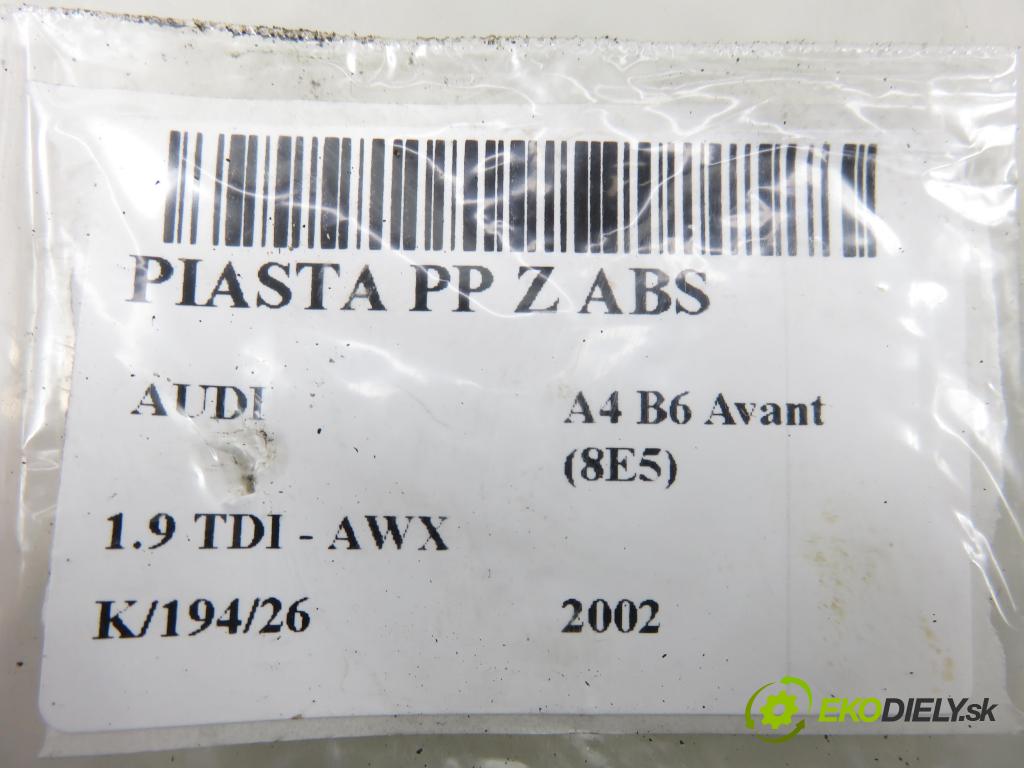 PIASTA PP Z ABS
AUDI
A4 B6 Avant
(8E5)
1.9 TDI - AWX
K/194/26
2002
EKODIELY.sk